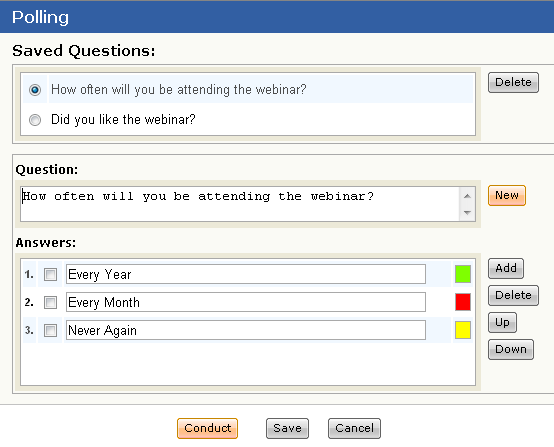 Polling
Saved Questions:
How often will you be attending the webinar?
Delete
Did you like the webinar?
Question:
How often will you be attending the webinar?
New
Answers:
1. Every Year
Add
2. Every Month
Delete
3. Never Again
Up
Down
Conduct Save Cancel